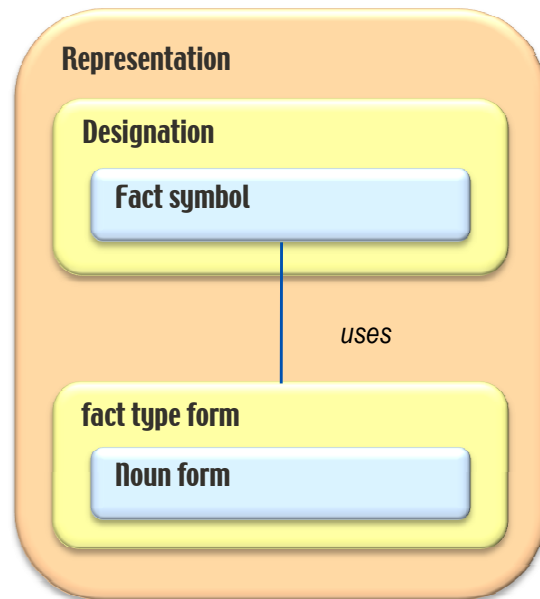 Representation
Designation
Fact symbol
uses
fact type form
Noun form